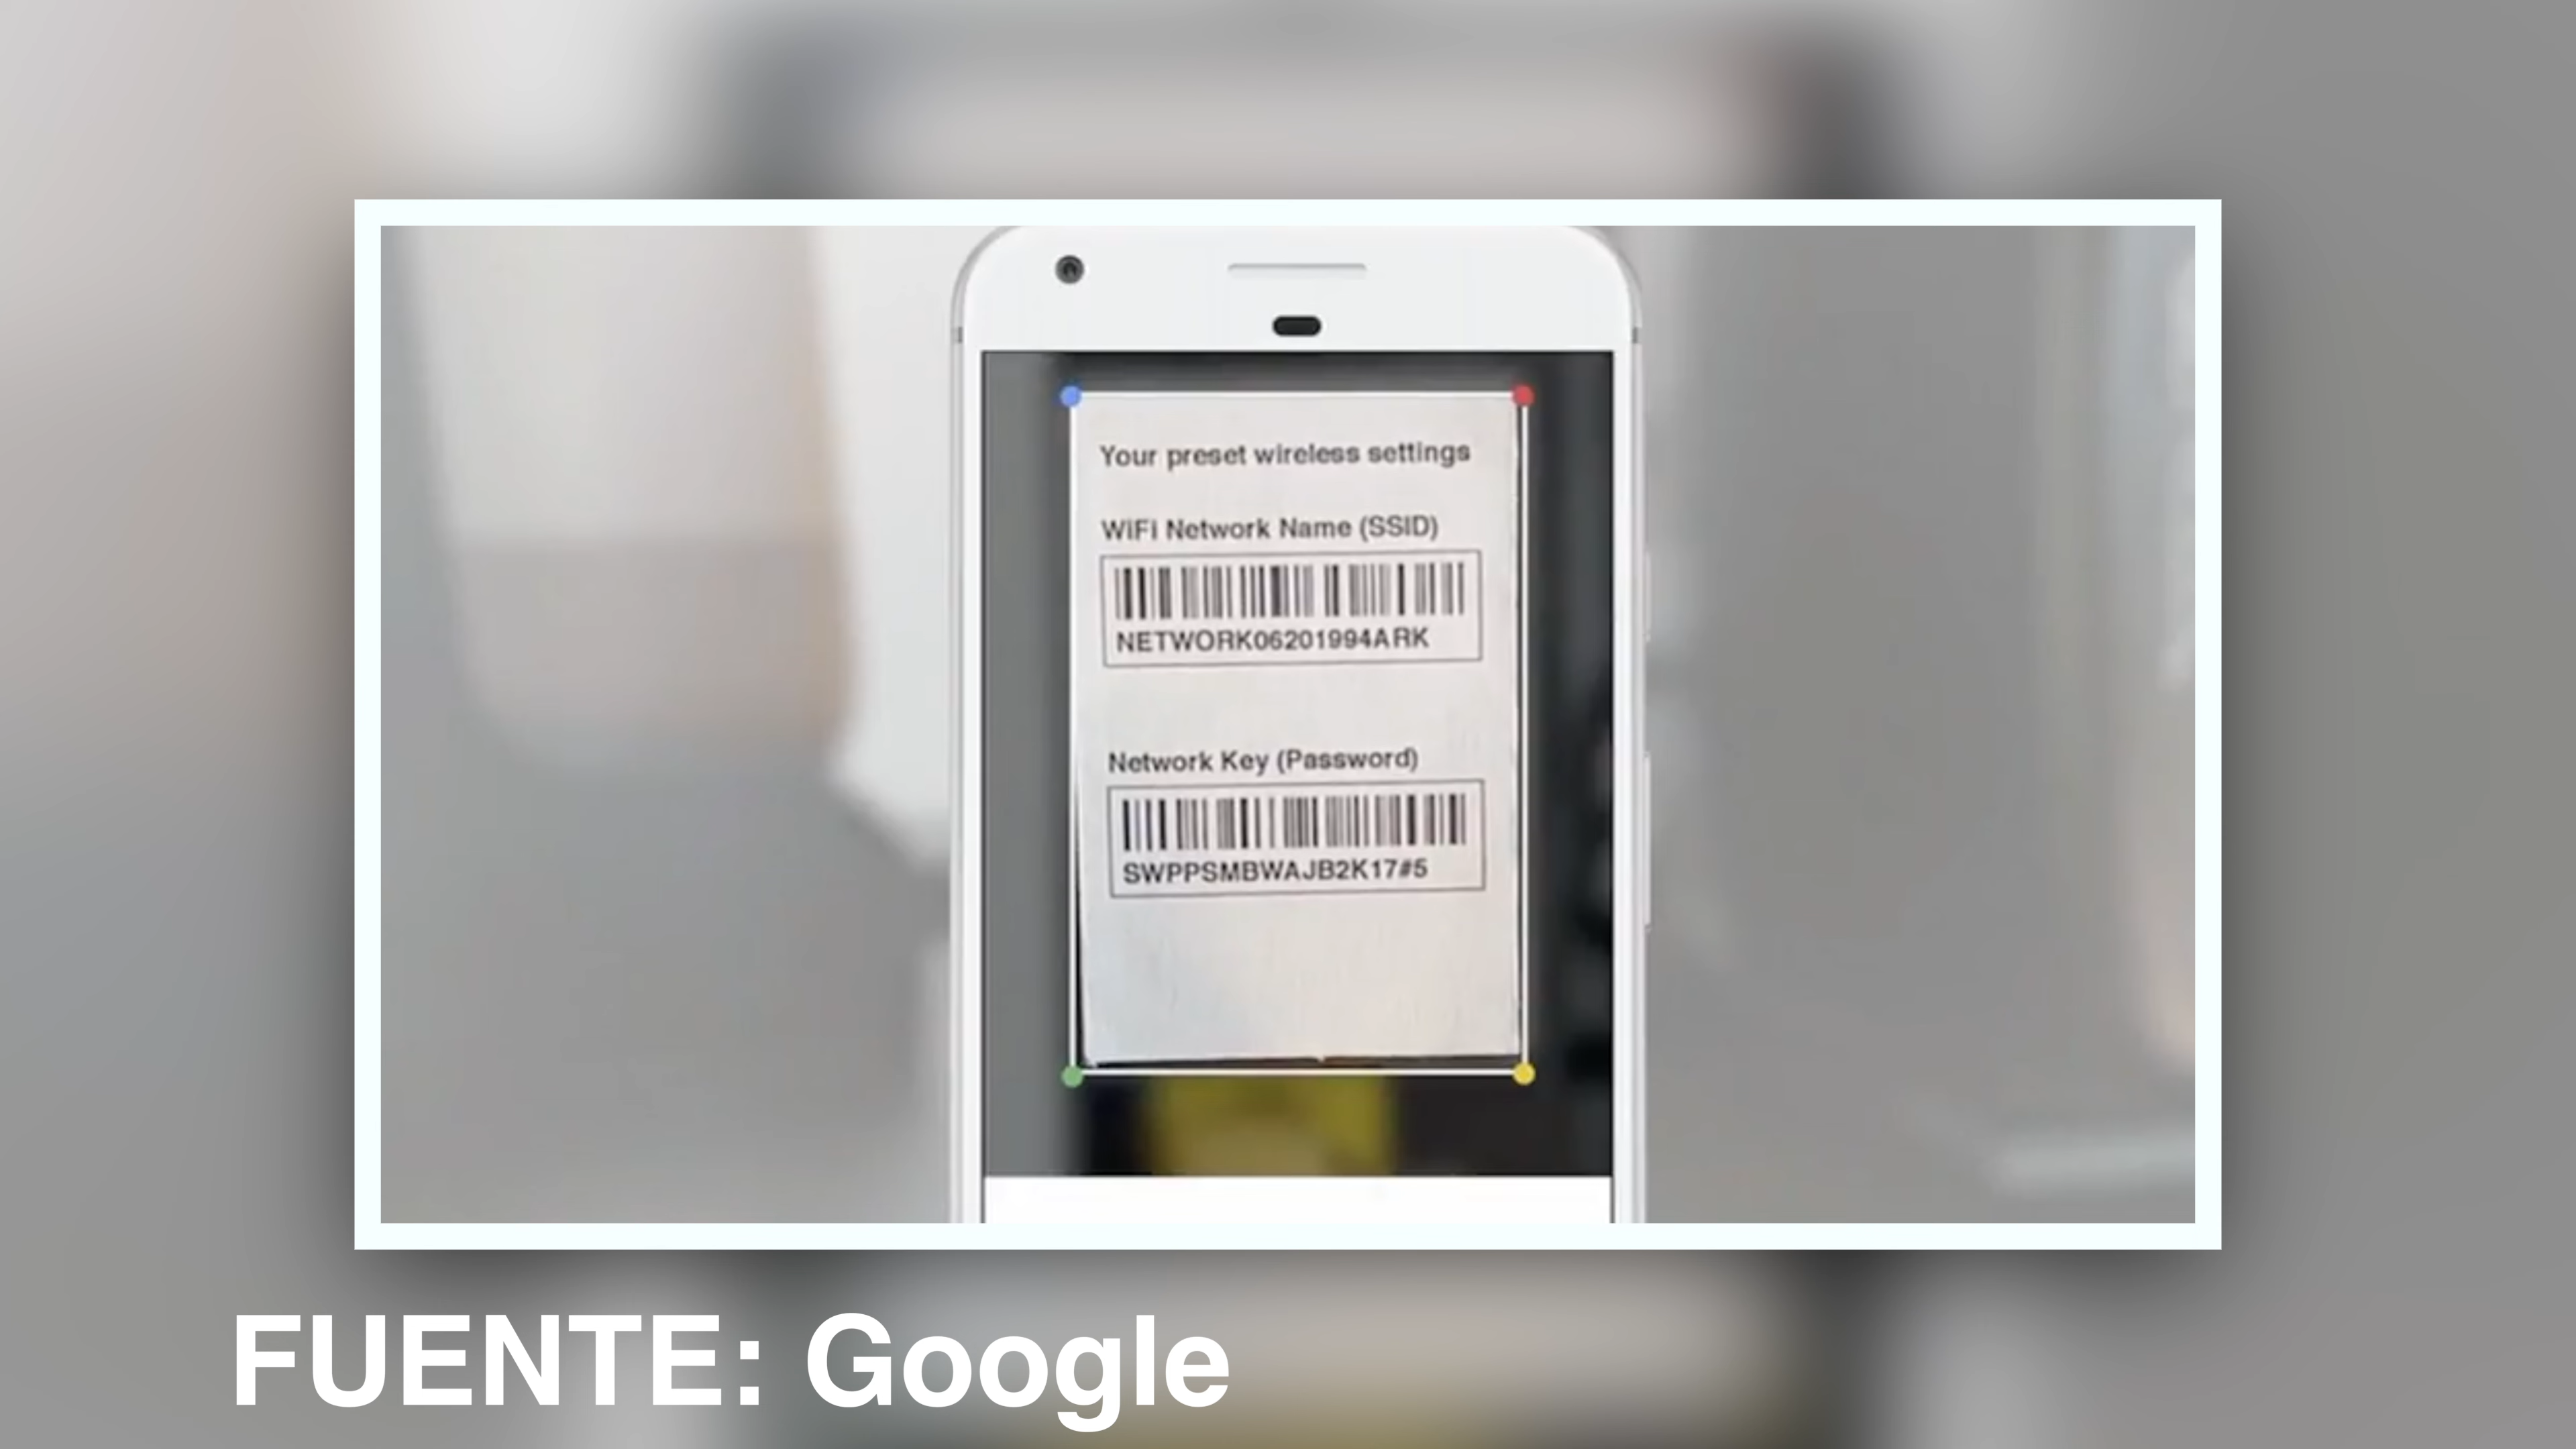 Your preset wireless settings
WiFi Network Name (SSID)
NETWORK06201994ARK
Network Key (Password)
SWPPSMBWAJB2K17#5
FUENTE: Google